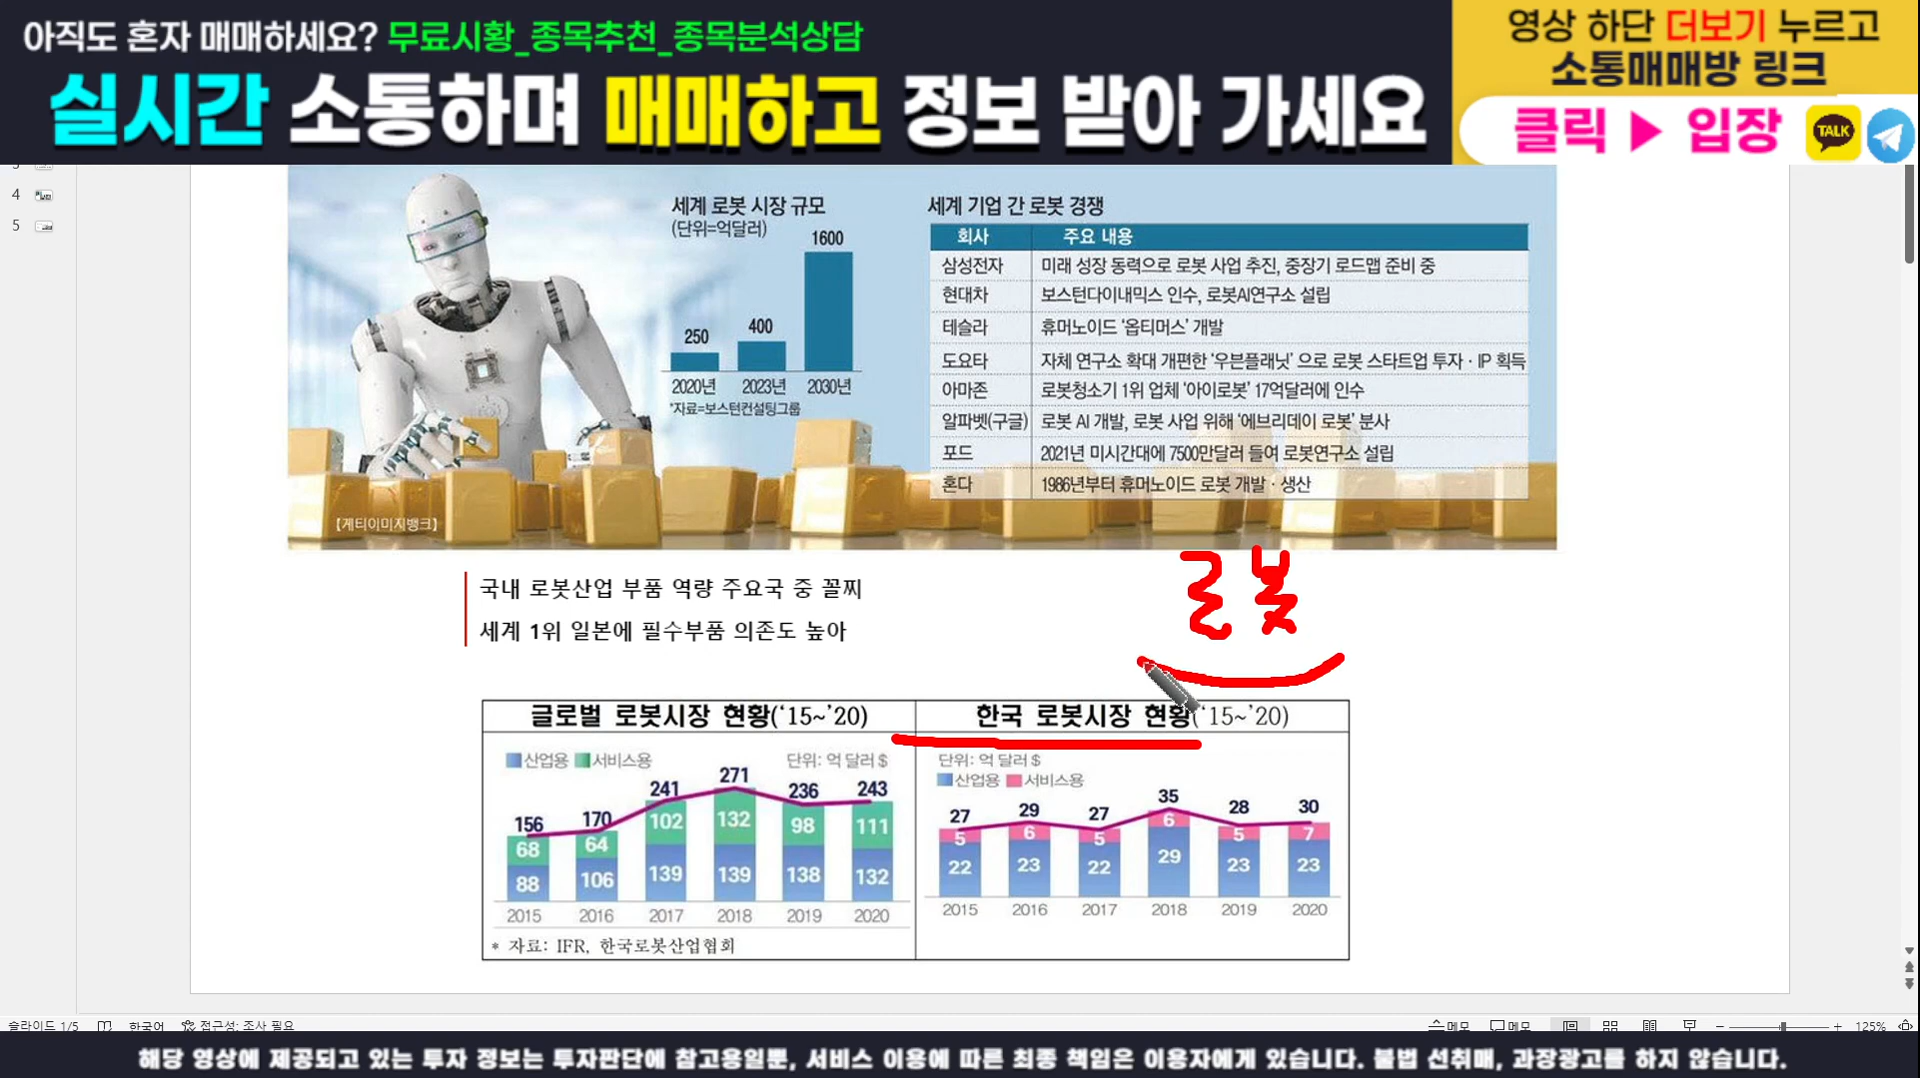 아직도 혼자 매매하세요? 무료시황_종목추천_종목분석상담
실시간 소통하며 매매하고 정보 받아 가세요
영상 하단 더보기 누르고
소통매매방 링크
클릭 ▶ 입장
TALK
4
5
세계 로봇 시장 규모
(단위=억달러)
1600
400
250
2020년 2023년 2030년
*자료=보스턴컨설팅그룹
【게티이미지뱅크】
세계 기업 간 로봇 경쟁
회사 주요 내용
삼성전자 미래 성장 동력으로 로봇 사업 추진, 중장기 로드맵 준비 중
현대차 보스턴다이내믹스 인수, 로봇AI연구소 설립
테슬라 휴머노이드 ‘옵티머스’ 개발
도요타 자체 연구소 확대 개편한 ‘우븐플래닛’ 으로 로봇 스타트업 투자·IP 획득
아마존 로봇청소기 1위 업체 ‘아이로봇’ 17억달러에 인수
알파벳(구글) 로봇 AI 개발, 로봇 사업 위해 ‘에브리데이 로봇’ 분사
포드 2021년 미시간대에 7500만달러 들여 로봇연구소 설립
혼다 1986년부터 휴머노이드 로봇 개발·생산
국내 로봇산업 부품 역량 주요국 중 꼴찌
세계 1위 일본에 필수부품 의존도 높아
로봇
글로벌 로봇시장 현황(‘15~’20)
산업용 서비스용 단위: 억 달러 $
156 170 241 271 236 243
68 64 102 132 98 111
88 106 139 139 138 132
2015 2016 2017 2018 2019 2020
* 자료: IFR, 한국로봇산업협회
한국 로봇시장 현황(‘15~’20)
단위: 억 달러 $
산업용 서비스용
27 29 27 35 28 30
5 6 5 6 5 7
22 23 22 29 23 23
2015 2016 2017 2018 2019 2020
슬라이드 1/5 한국어 접근성: 조사 필요
메모 메모 125%
해당 영상에 제공되고 있는 투자 정보는 투자판단에 참고용일뿐, 서비스 이용에 따른 최종 책임은 이용자에게 있습니다. 불법 선취매, 과장광고를 하지 않습니다.